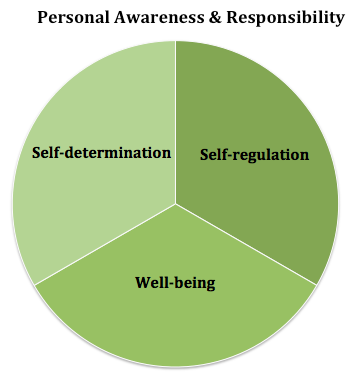 Personal Awareness & Responsibility
Self-determination
Self-regulation
Well-being